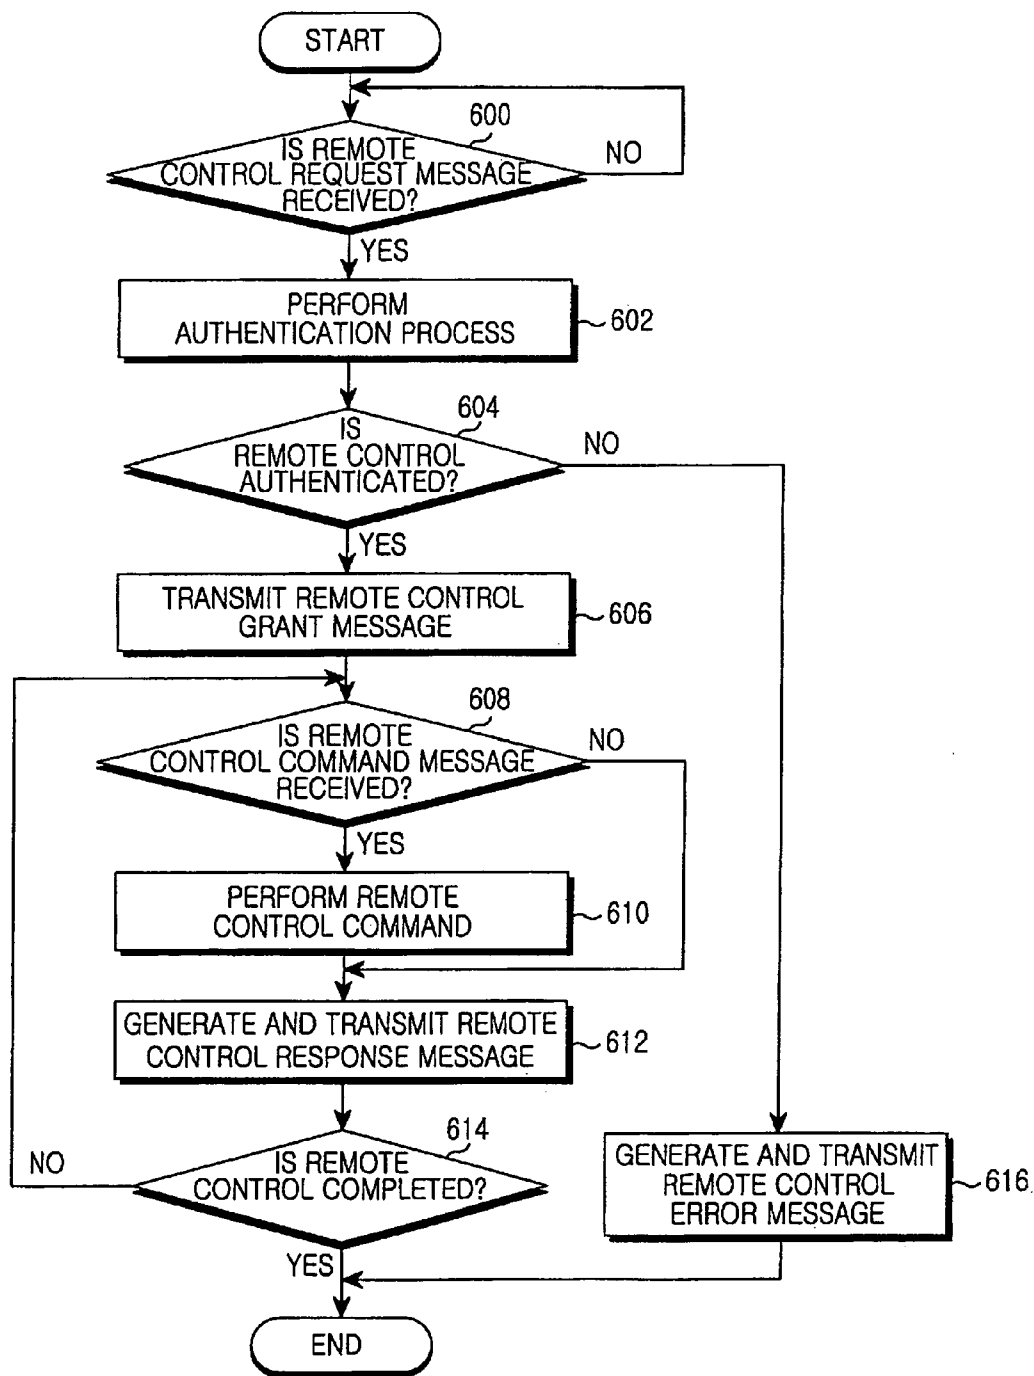 START
600
IS REMOTE
CONTROL REQUEST MESSAGE
RECEIVED?
NO
YES
PERFORM
AUTHENTICATION PROCESS
602
604
IS
REMOTE CONTROL
AUTHENTICATED?
NO
YES
TRANSMIT REMOTE CONTROL
GRANT MESSAGE
606
608
IS REMOTE
CONTROL COMMAND MESSAGE
RECEIVED?
NO
YES
PERFORM REMOTE
CONTROL COMMAND
610
GENERATE AND TRANSMIT REMOTE
CONTROL RESPONSE MESSAGE
612
614
IS REMOTE
CONTROL COMPLETED?
NO
YES
GENERATE AND TRANSMIT
REMOTE CONTROL
ERROR MESSAGE
616
END